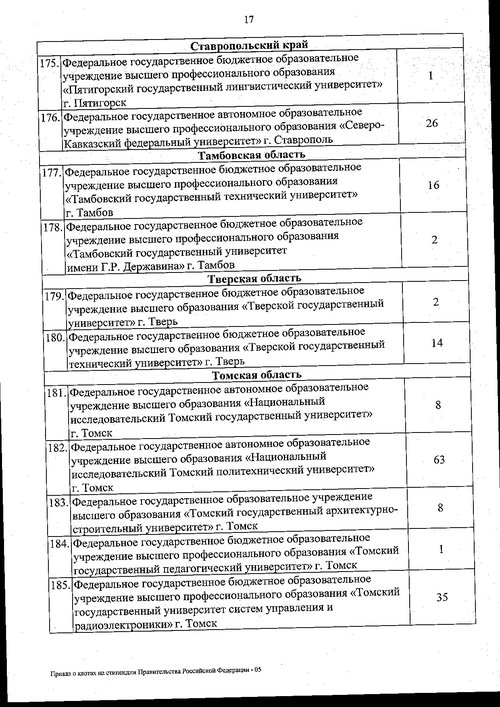 17
Ставропольский край
175. Федеральное государственное бюджетное образовательное
учреждение высшего профессионального образования
«Пятигорский государственный лингвистический университет»
г. Пятигорск
1
176. Федеральное государственное автономное образовательное
учреждение высшего профессионального образования «Северо-
Кавказский федеральный университет» г. Ставрополь
26
Тамбовская область
177. Федеральное государственное бюджетное образовательное
учреждение высшего профессионального образования
«Тамбовский государственный технический университет»
г. Тамбов
16
178. Федеральное государственное бюджетное образовательное
учреждение высшего профессионального образования
«Тамбовский государственный университет
имени Г.Р. Державина» г. Тамбов
2
Тверская область
179. Федеральное государственное бюджетное образовательное
учреждение высшего образования «Тверской государственный
университет» г. Тверь
2
180. Федеральное государственное бюджетное образовательное
учреждение высшего образования «Тверской государственный
технический университет» г. Тверь
14
Томская область
181. Федеральное государственное автономное образовательное
учреждение высшего образования «Национальный
исследовательский Томский государственный университет»
г. Томск
8
182. Федеральное государственное автономное образовательное
учреждение высшего образования «Национальный
исследовательский Томский политехнический университет»
г. Томск
63
183. Федеральное государственное образовательное учреждение
высшего образования «Томский государственный архитектурно-
строительный университет» г. Томск
8
184. Федеральное государственное бюджетное образовательное
учреждение высшего профессионального образования «Томский
государственный педагогический университет» г. Томск
1
185. Федеральное государственное бюджетное образовательное
учреждение высшего профессионального образования «Томский
государственный университет систем управления и
радиоэлектроники» г. Томск
35
Приказ о квотах на стипендии Правительства Российской Федерации - 05